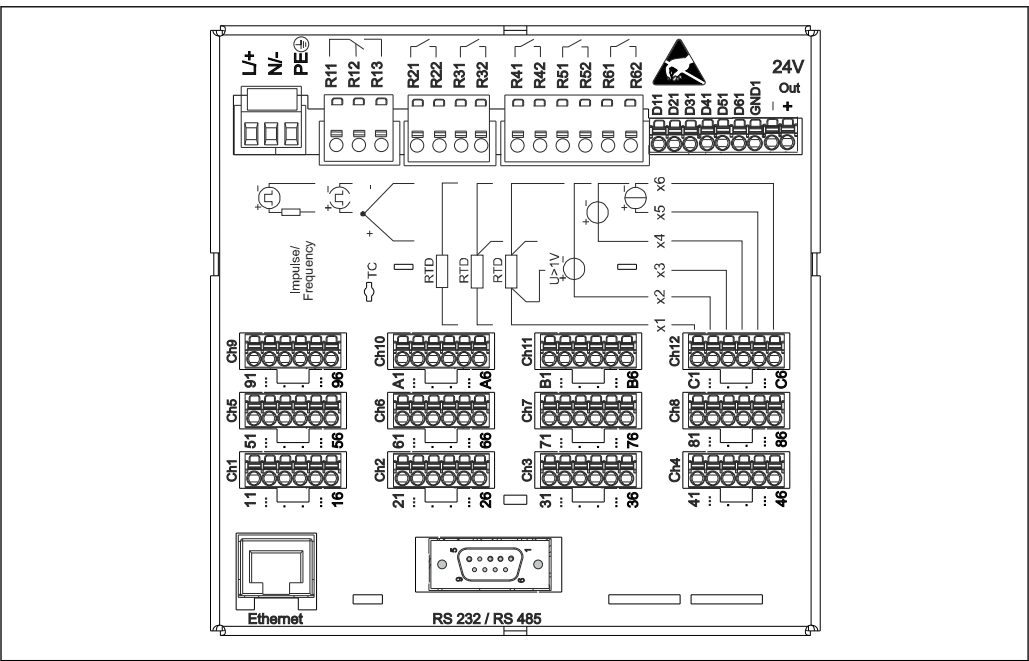 L/+ N/- PE
R11 R12 R13
R21 R22 R31 R32
R41 R42 R51 R52 R61 R62
D11 D21 D31 D41 D51 D61 GND1 - +
24V
Out
+ - + - - +
+ - + -
x6
x5
x4
x3
x2
x1
Impulse/
Frequency
TC
RTD RTD RTD
U>1V + -
Ch9 91 ... . . ... 96
Ch10 A1 ... . . ... A6
Ch11 B1 ... . . ... B6
Ch12 C1 ... . . ... C6
Ch5 51 ... . . ... 56
Ch6 61 ... . . ... 66
Ch7 71 ... . . ... 76
Ch8 81 ... . . ... 86
Ch1 11 ... . . ... 16
Ch2 21 ... . . ... 26
Ch3 31 ... . . ... 36
Ch4 41 ... . . ... 46
5 1
9 6
Ethernet
RS 232 / RS 485